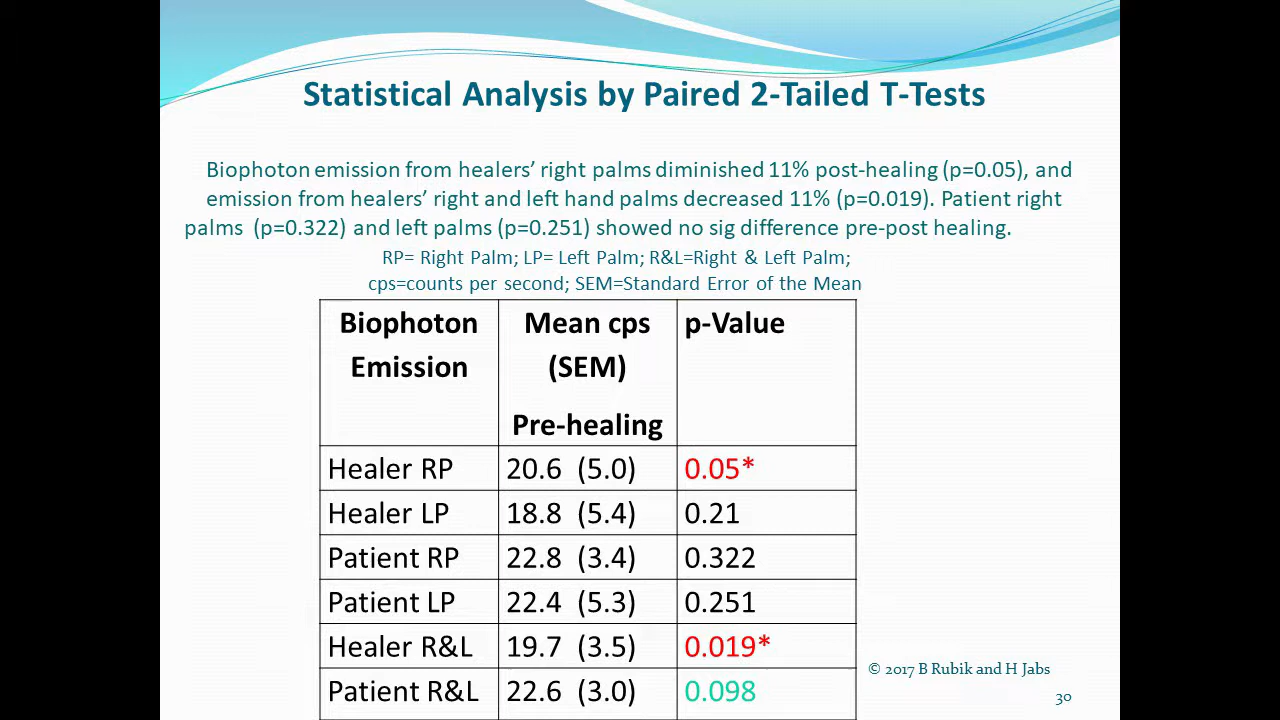 Statistical Analysis by Paired 2-Tailed T-Tests
Biophoton emission from healers' right palms diminished 11% post-healing (p=0.05), and
emission from healers' right and left hand palms decreased 11% (p=0.019). Patient right
palms (p=0.322) and left palms (p=0.251) showed no sig difference pre-post healing.
RP= Right Palm; LP= Left Palm; R&L=Right & Left Palm;
cps=counts per second; SEM=Standard Error of the Mean
Biophoton Emission
Mean cps (SEM) Pre-healing
p-Value
Healer RP 20.6 (5.0) 0.05*
Healer LP 18.8 (5.4) 0.21
Patient RP 22.8 (3.4) 0.322
Patient LP 22.4 (5.3) 0.251
Healer R&L 19.7 (3.5) 0.019*
Patient R&L 22.6 (3.0) 0.098
© 2017 B Rubik and H Jabs
30